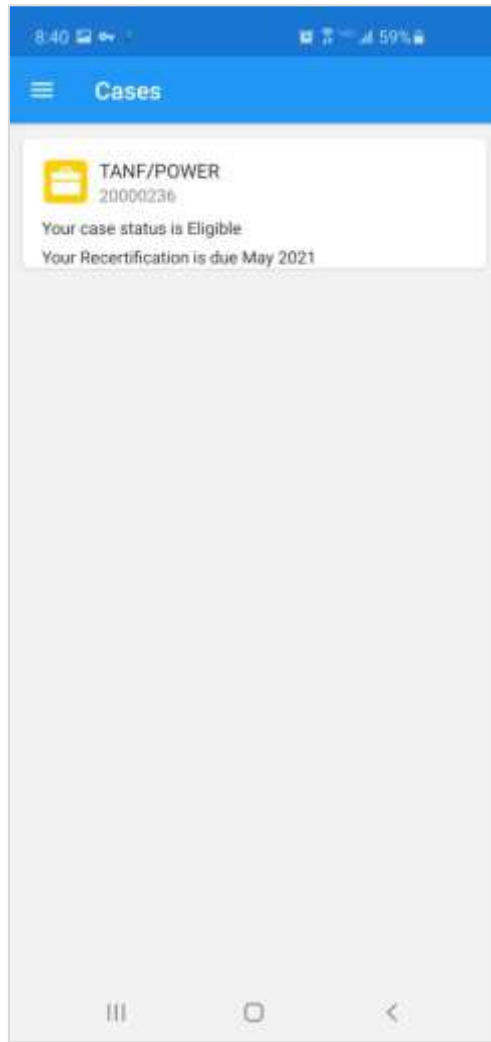 8:40 59%
Cases
TANF/POWER
20000236
Your case status is Eligible
Your Recertification is due May 2021